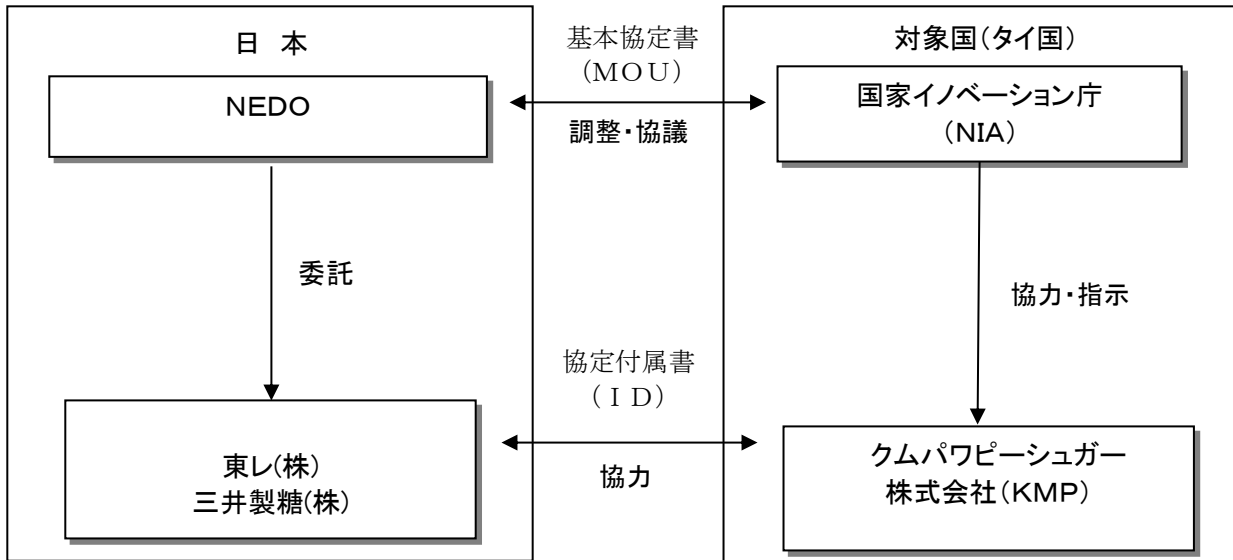 日 本
NEDO
委託
東レ(株)
三井製糖(株)
基本協定書
(MOU)
調整・協議
協定付属書
(ID)
協力
対象国(タイ国)
国家イノベーション庁
(NIA)
協力・指示
クムパワピーシュガー
株式会社(KMP)